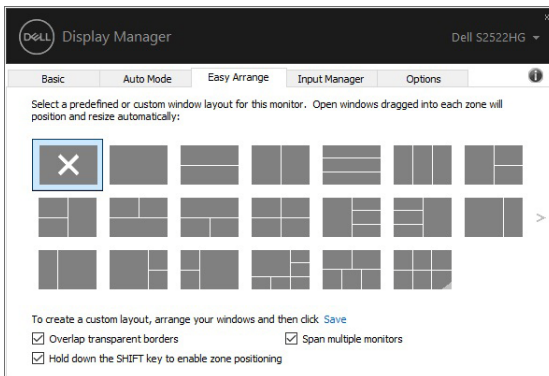 DELL Display Manager Dell S2522HG
Basic Auto Mode Easy Arrange Input Manager Options
Select a predefined or custom window layout for this monitor. Open windows dragged into each zone will
position and resize automatically:
To create a custom layout, arrange your windows and then click Save
Overlap transparent borders Span multiple monitors
Hold down the SHIFT key to enable zone positioning